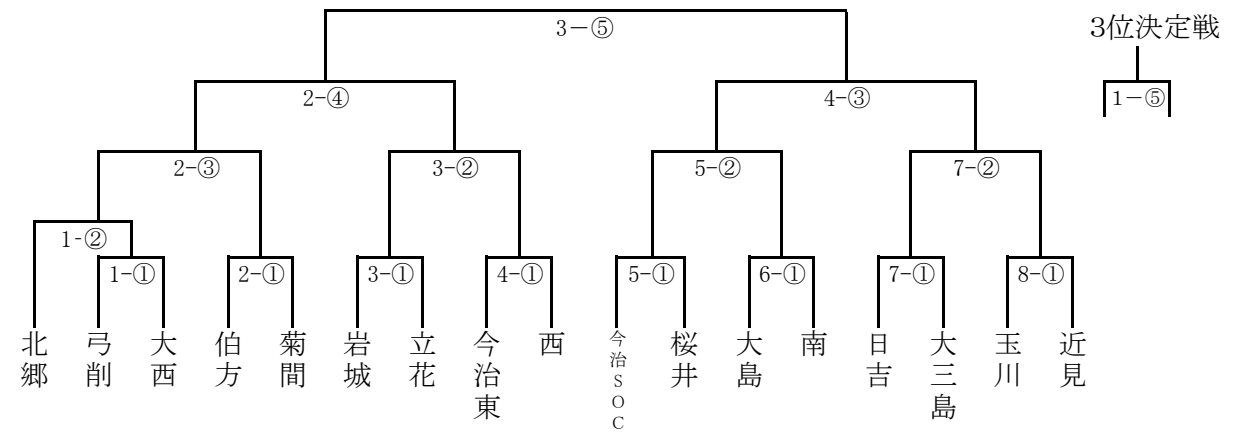 3－⑤
3位決定戦
2-④
4-③
1－⑤
2-③
3-②
5-②
7-②
1-②
1-①
2-①
3-①
4-①
5-①
6-①
7-①
8-①
北郷
弓削
大西
伯方
菊間
岩城
立花
今治東
西
今治SOC
桜井
大島
南
日吉
大三島
玉川
近見